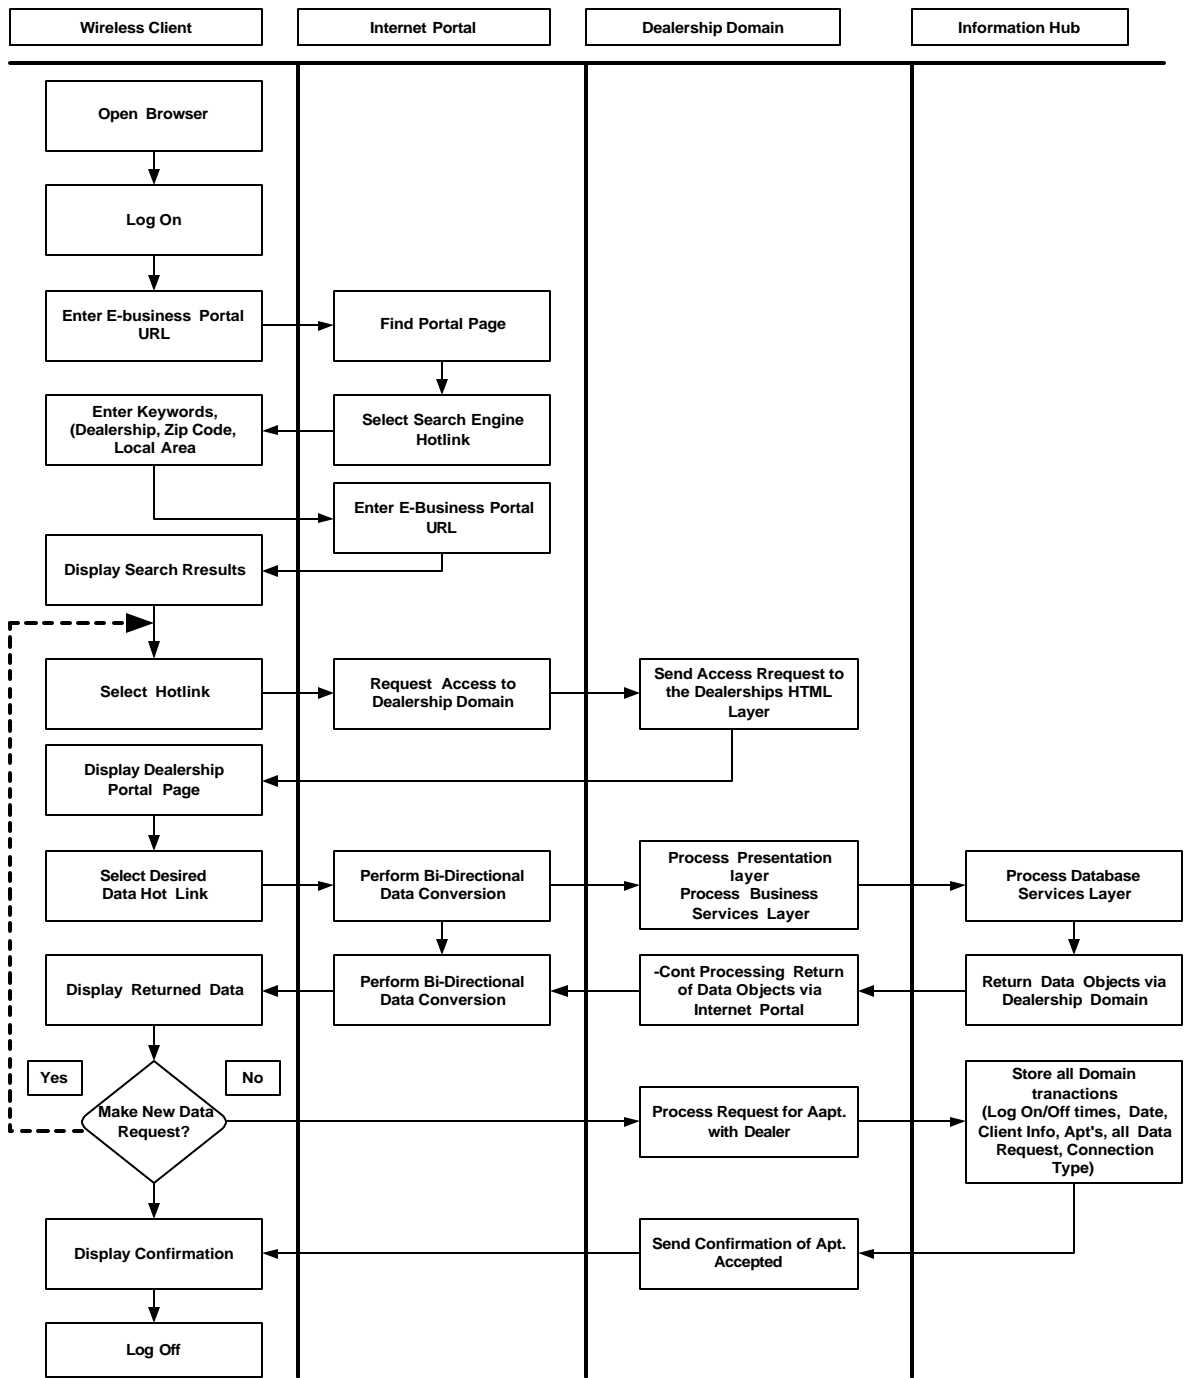 Wireless Client
Internet Portal
Dealership Domain
Information Hub
Open Browser
Log On
Enter E-business Portal
URL
Find Portal Page
Enter Keywords,
(Dealership, Zip Code,
Local Area
Select Search Engine
Hotlink
Enter E-Business Portal
URL
Display Search Rresults
Select Hotlink
Request Access to
Dealership Domain
Send Access Rrequest to
the Dealerships HTML
Layer
Display Dealership
Portal Page
Select Desired
Data Hot Link
Perform Bi-Directional
Data Conversion
Process Presentation
layer
Process Business
Services Layer
Process Database
Services Layer
Display Returned Data
Perform Bi-Directional
Data Conversion
-Cont Processing Return
of Data Objects via
Internet Portal
Return Data Objects via
Dealership Domain
Yes
No
Make New Data
Request?
Process Request for Aapt.
with Dealer
Store all Domain
tranactions
(Log On/Off times, Date,
Client Info, Apt's, all Data
Request, Connection
Type)
Display Confirmation
Send Confirmation of Apt.
Accepted
Log Off